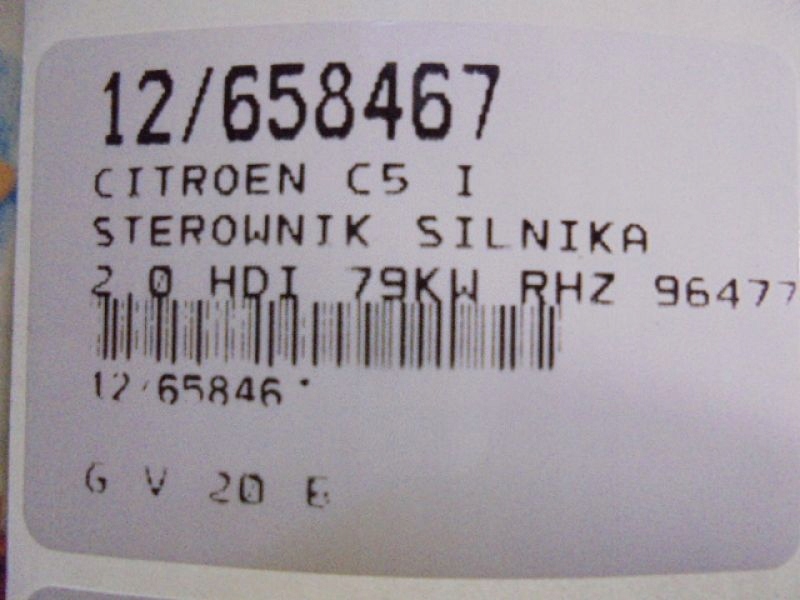 12/658467
CITROEN C5 I
STEROWNIK SILNIKA
2.0 HDI 79KW RHZ 96477
12/65846
G V 20